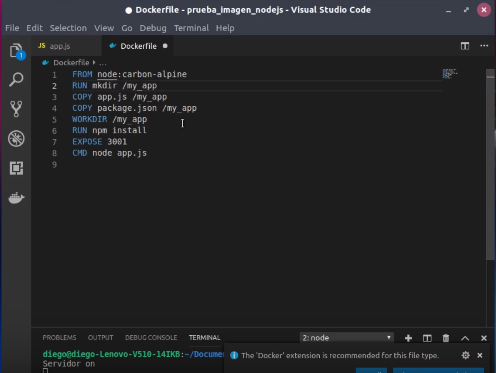 ● Dockerfile - prueba_imagen_nodejs - Visual Studio Code
File Edit Selection View Go Debug Terminal Help
JS app.js Dockerfile ●
Dockerfile › ...
1 FROM node:carbon-alpine
2 RUN mkdir /my_app
3 COPY app.js /my_app
4 COPY package.json /my_app
5 WORKDIR /my_app
6 RUN npm install
7 EXPOSE 3001
8 CMD node app.js
9
1
PROBLEMS OUTPUT DEBUG CONSOLE TERMINAL 2: node
diego@diego-Lenovo-V510-14IKB:~/Docume
The 'Docker' extension is recommended for this file type.
Servidor on